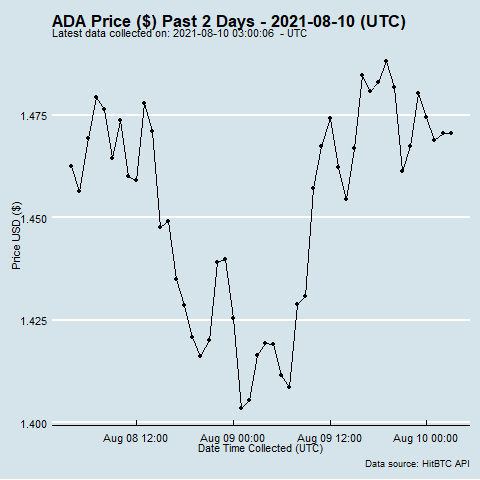 ADA Price ($) Past 2 Days - 2021-08-10 (UTC)
Latest data collected on: 2021-08-10 03:00:06  - UTC
Price USD ($)
1.475
1.450
1.425
1.400
Aug 08 12:00
Aug 09 00:00
Aug 09 12:00
Aug 10 00:00
Date Time Collected (UTC)
Data source: HitBTC API